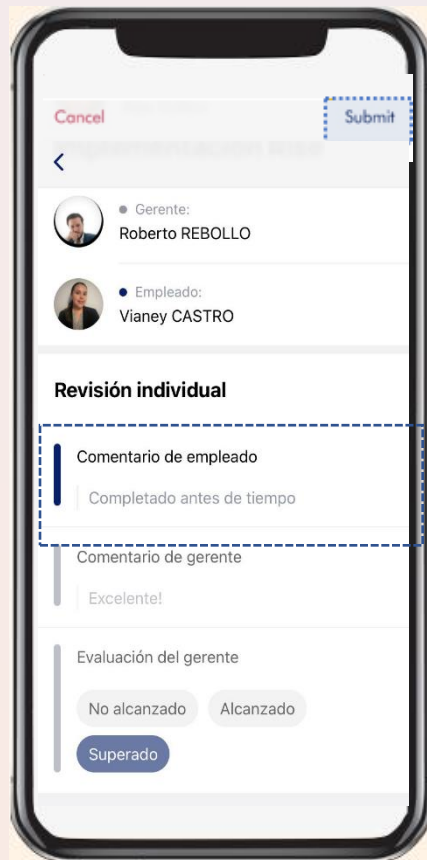 Cancel
Submit
Gerente:
Roberto REBOLLO
Empleado:
Vianey CASTRO
Revisión individual
Comentario de empleado
Completado antes de tiempo
Comentario de gerente
Excelente!
Evaluación del gerente
No alcanzado
Alcanzado
Superado